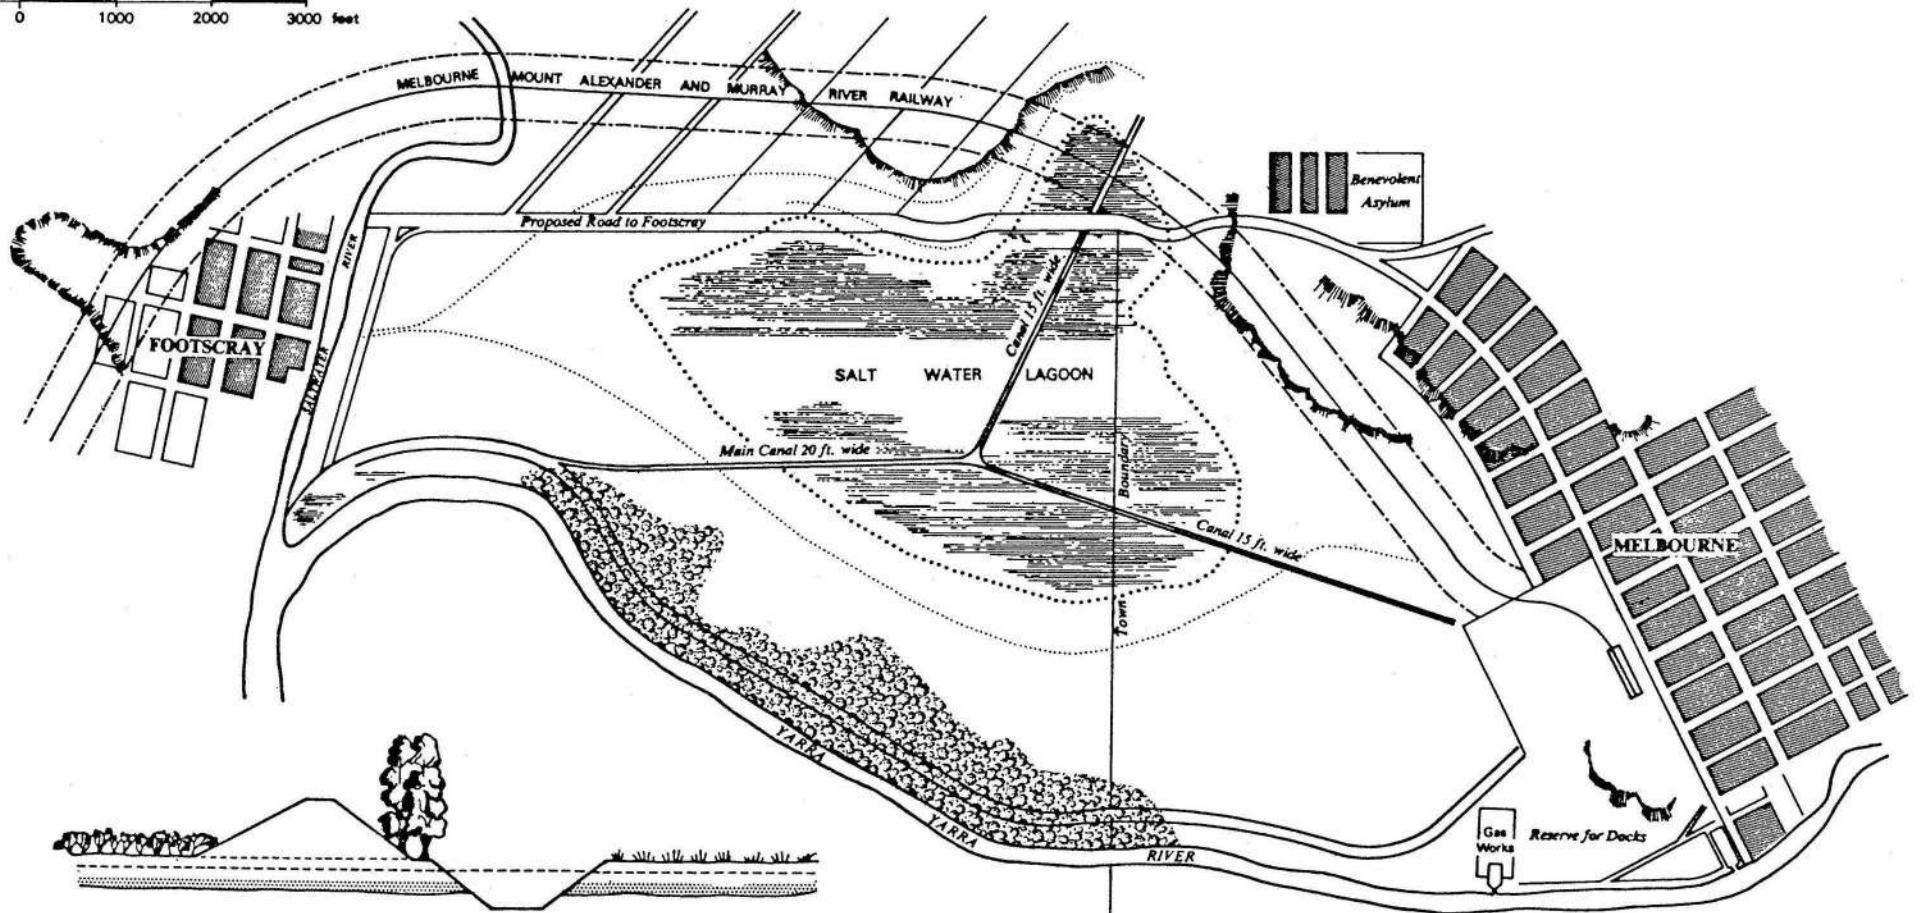 0 1000 2000 3000 feet
MELBOURNE MOUNT ALEXANDER AND MURRAY RIVER RAILWAY
Benevolent
Asylum
Proposed Road to Footscray
SALTWATER RIVER
FOOTSCRAY
Canal 15 ft. wide
SALT WATER LAGOON
Main Canal 20 ft. wide
Town Boundary
Canal 15 ft. wide
MELBOURNE
YARRA
YARRA RIVER
Gas
Works
Reserve for Docks